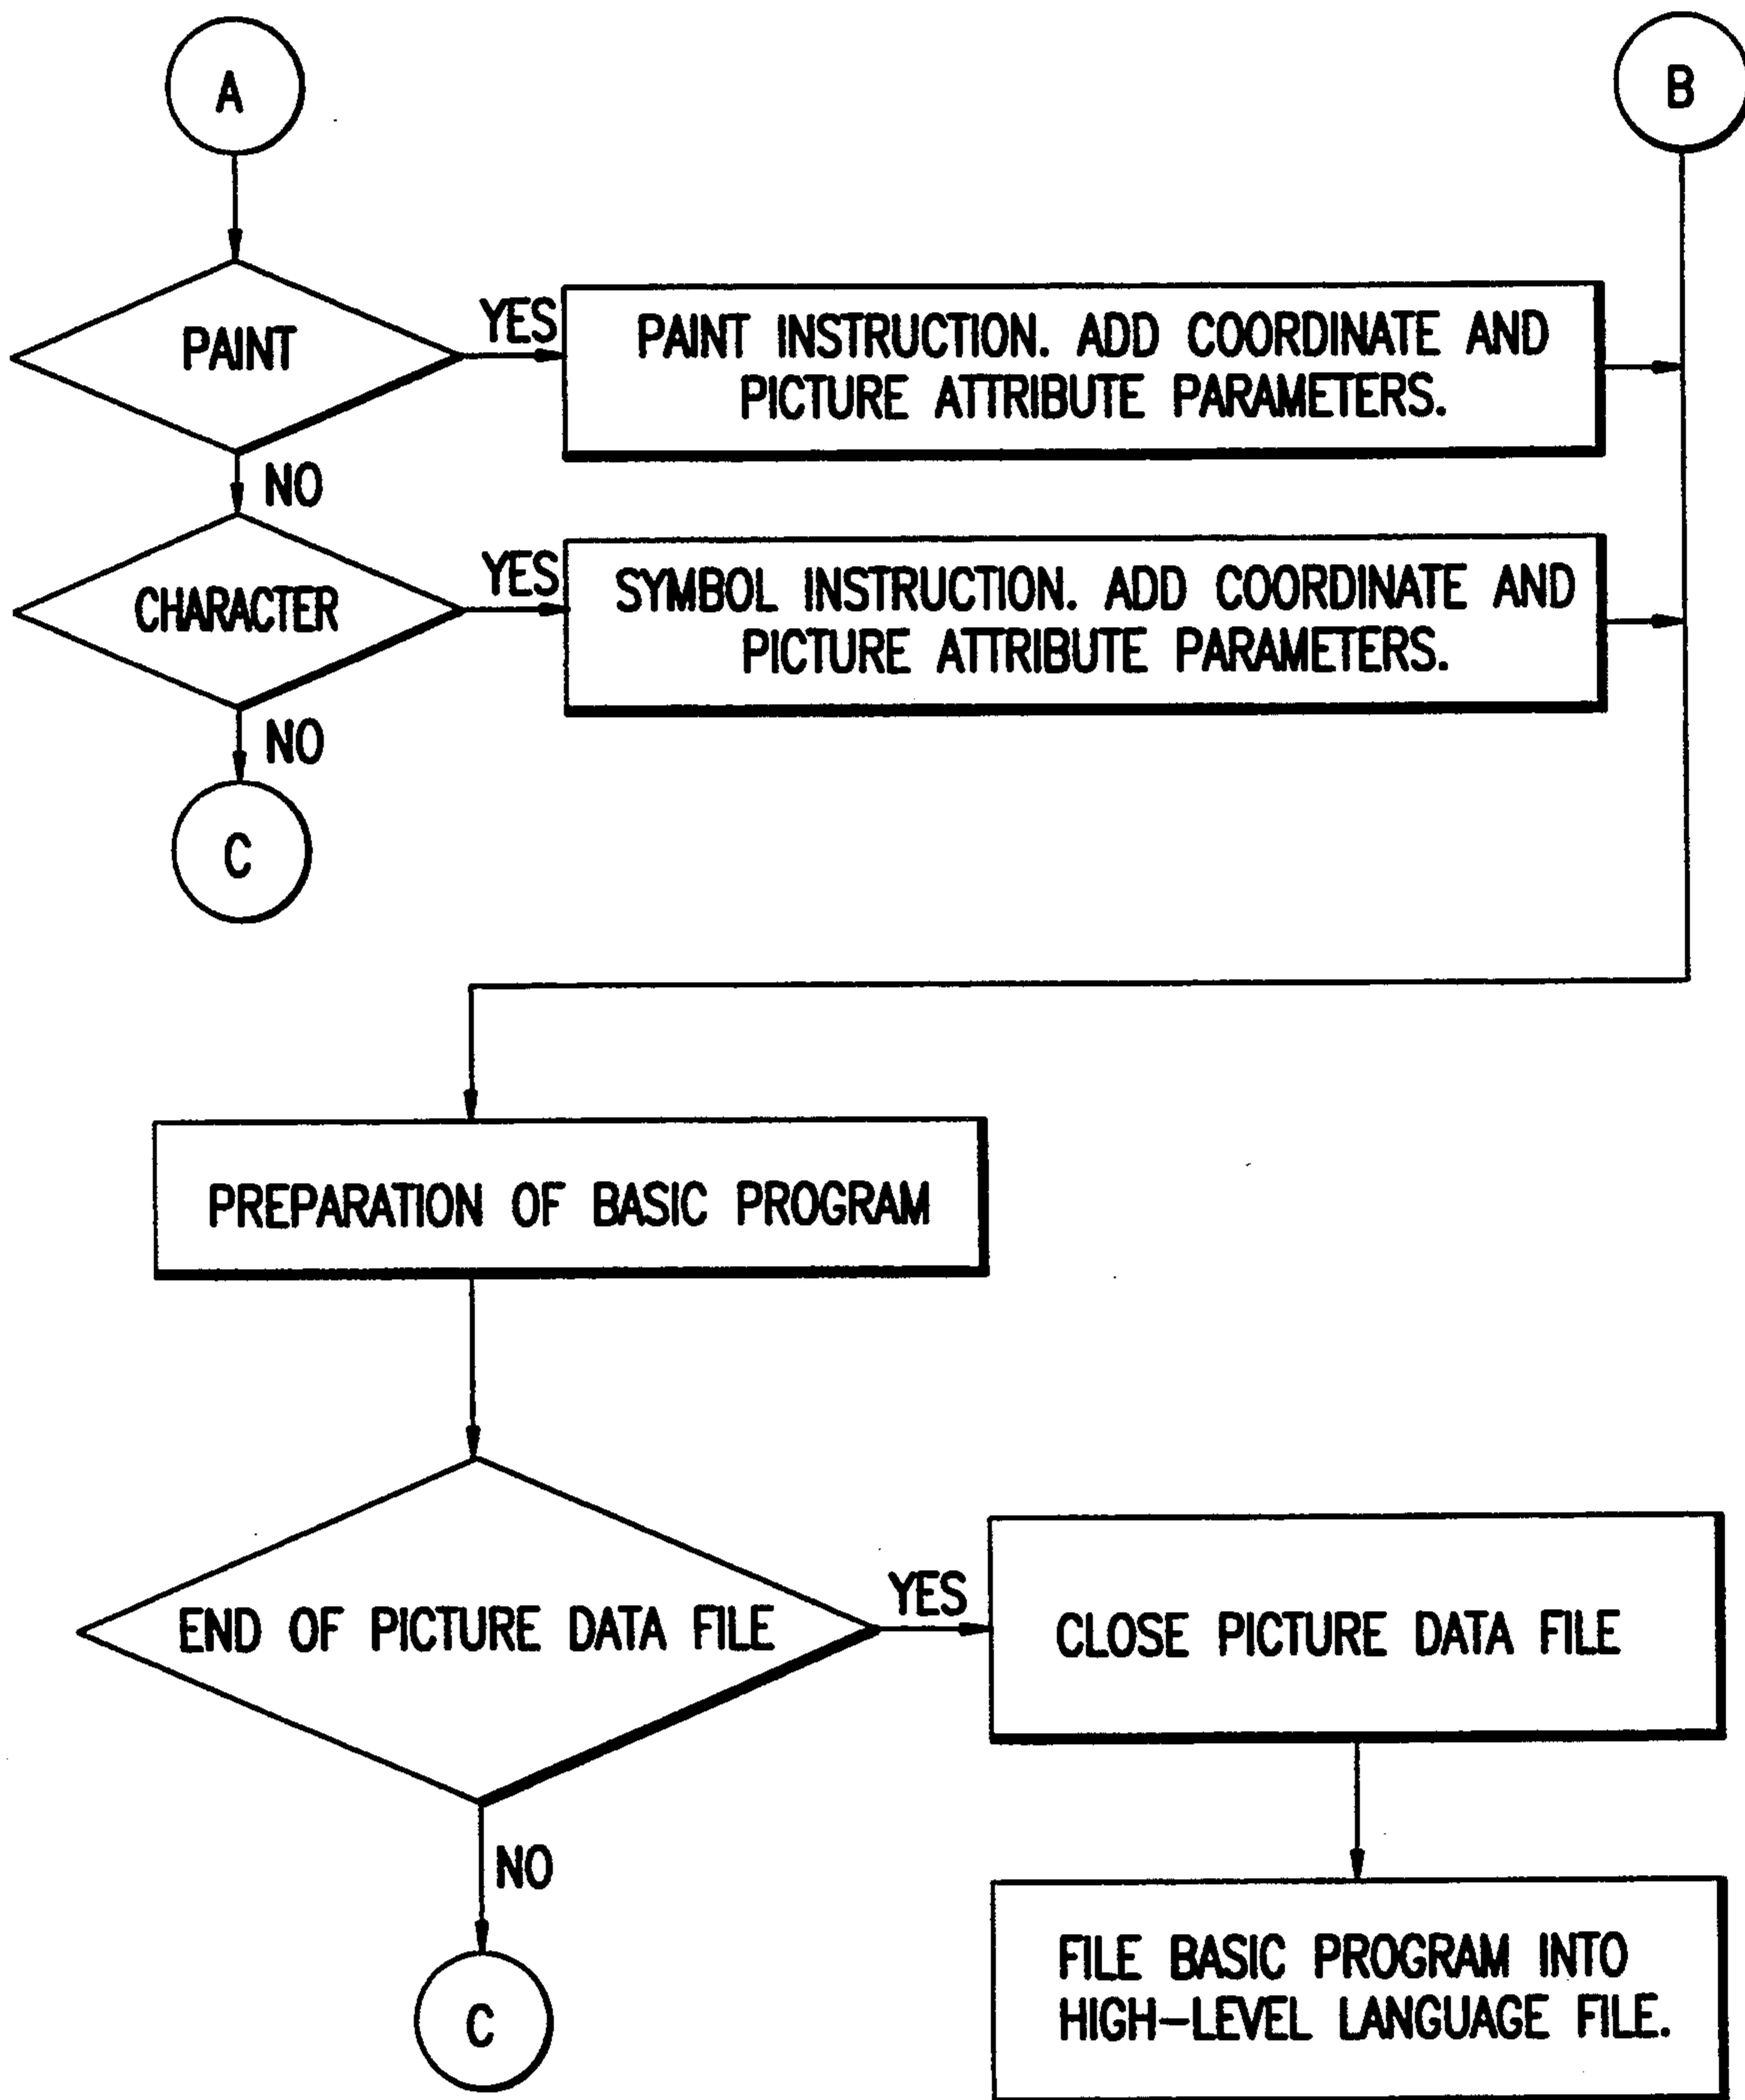 A
B
PAINT
YES
PAINT INSTRUCTION. ADD COORDINATE AND
PICTURE ATTRIBUTE PARAMETERS.
NO
CHARACTER
YES
SYMBOL INSTRUCTION. ADD COORDINATE AND
PICTURE ATTRIBUTE PARAMETERS.
NO
C
PREPARATION OF BASIC PROGRAM
END OF PICTURE DATA FILE
YES
CLOSE PICTURE DATA FILE
NO
C
FILE BASIC PROGRAM INTO
HIGH-LEVEL LANGUAGE FILE.